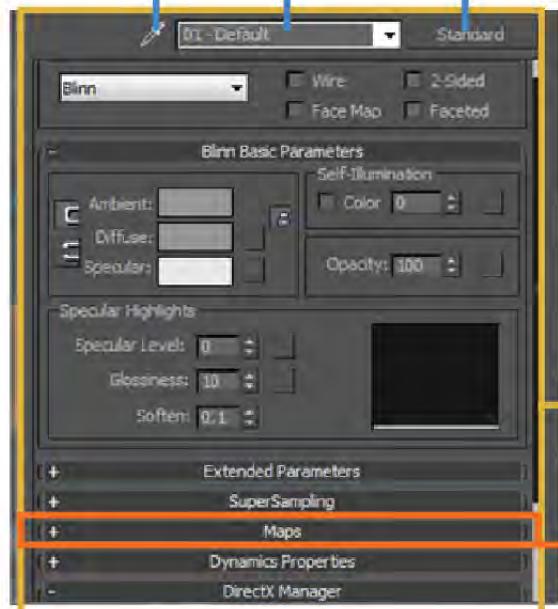 01 - Default Standard
Blinn Wire 2-Sided
Face Map Faceted
- Blinn Basic Parameters
Self-Illumination
Ambient: Color 0
Diffuse:
Specular: Opacity: 100
Specular Highlights
Specular Level: 0
Glossiness: 10
Soften: 0.1
+ Extended Parameters
+ SuperSampling
+ Maps
+ Dynamics Properties
- DirectX Manager